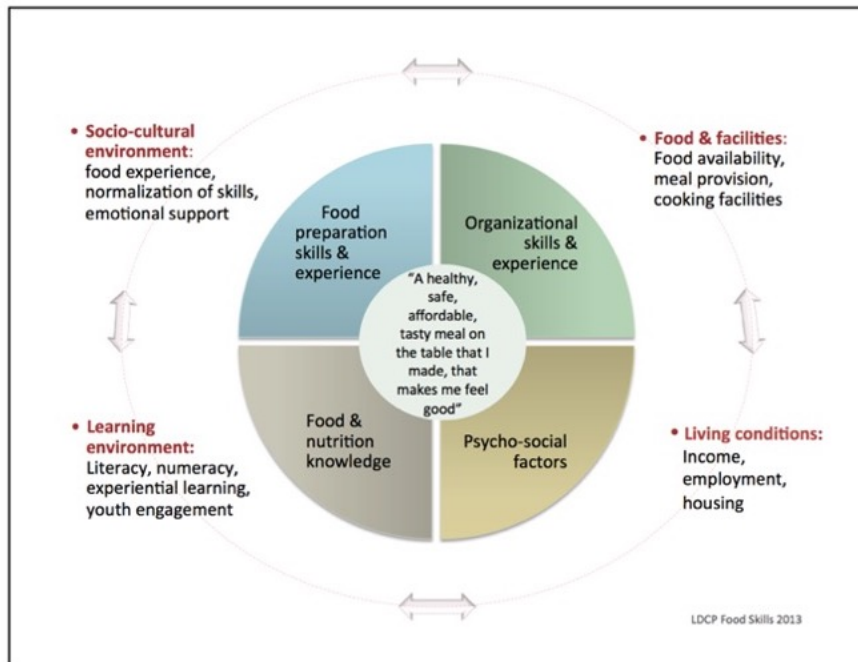 • Socio-cultural
environment:
food experience,
normalization of skills,
emotional support
• Food & facilities:
Food availability,
meal provision,
cooking facilities
Food
preparation
skills &
experience
Organizational
skills &
experience
"A healthy,
safe,
affordable,
tasty meal on
the table that I
made, that
makes me feel
good"
Food &
nutrition
knowledge
Psycho-social
factors
• Learning
environment:
Literacy, numeracy,
experiential learning,
youth engagement
• Living conditions:
Income,
employment,
housing
LDCP Food Skills 2013